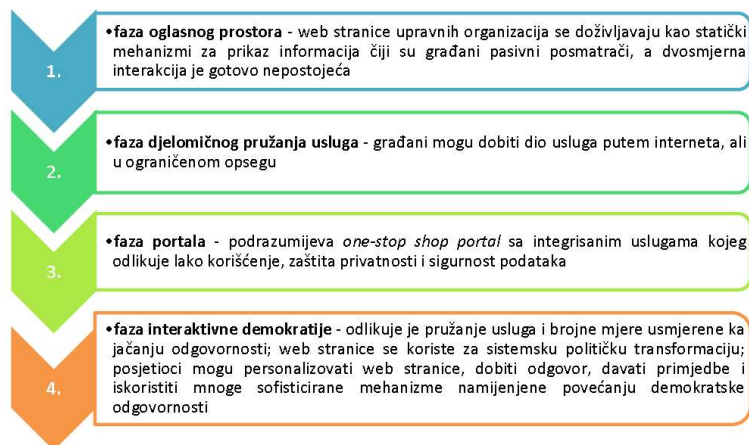 1.
•faza oglasnog prostora - web stranice upravnih organizacija se doživljavaju kao statički
mehanizmi za prikaz informacija čiji su građani pasivni posmatrači, a dvosmjerna
interakcija je gotovo nepostojeća
2.
•faza djelomičnog pružanja usluga - građani mogu dobiti dio usluga putem interneta, ali
u ograničenom opsegu
3.
•faza portala - podrazumijeva one-stop shop portal sa integrisanim uslugama kojeg
odlikuje lako korišćenje, zaštita privatnosti i sigurnost podataka
4.
•faza interaktivne demokratije - odlikuje je pružanje usluga i brojne mjere usmjerene ka
jačanju odgovornosti; web stranice se koriste za sistemsku političku transformaciju;
posjetioci mogu personalizovati web stranice, dobiti odgovor, davati primjedbe i
iskoristiti mnoge sofisticirane mehanizme namijenjene povećanju demokratske
odgovornosti